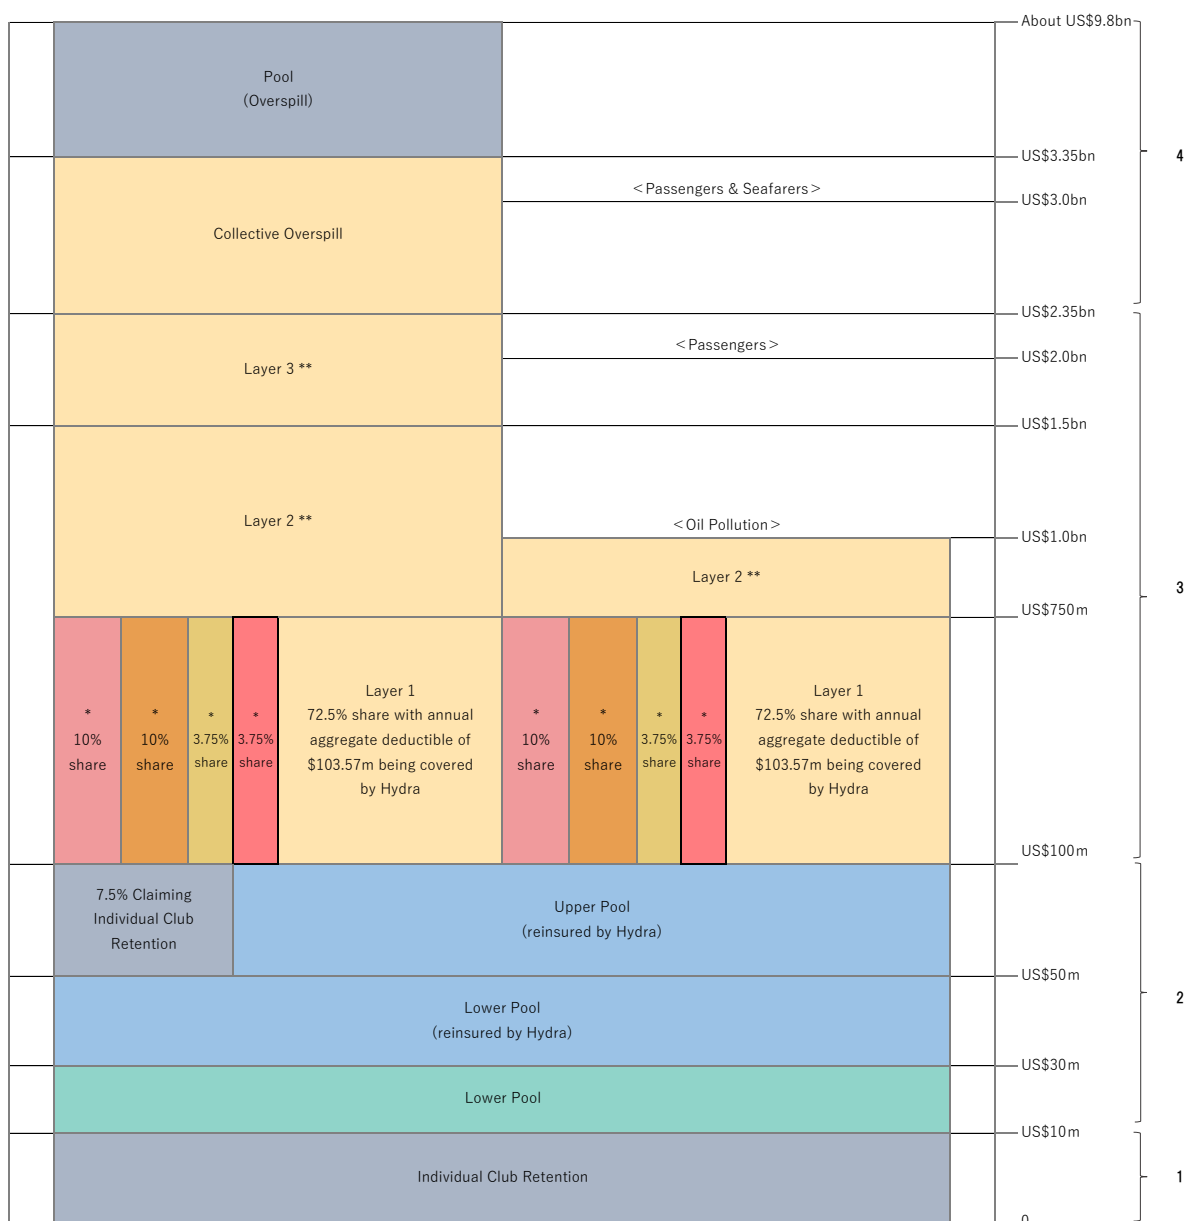 About US$9.8bn
Pool
(Overspill)
US$3.35bn
4
<Passengers & Seafarers>
US$3.0bn
Collective Overspill
US$2.35bn
<Passengers>
US$2.0bn
Layer 3 **
US$1.5bn
Layer 2 **
<Oil Pollution>
US$1.0bn
Layer 2 **
3
US$750m
*
10%
share
*
10%
share
*
3.75%
share
*
3.75%
share
Layer 1
72.5% share with annual
aggregate deductible of
$103.57m being covered
by Hydra
*
10%
share
*
10%
share
*
3.75%
share
*
3.75%
share
Layer 1
72.5% share with annual
aggregate deductible of
$103.57m being covered
by Hydra
US$100m
7.5% Claiming
Individual Club
Retention
Upper Pool
(reinsured by Hydra)
US$50m
2
Lower Pool
(reinsured by Hydra)
US$30m
Lower Pool
US$10m
Individual Club Retention
1
0